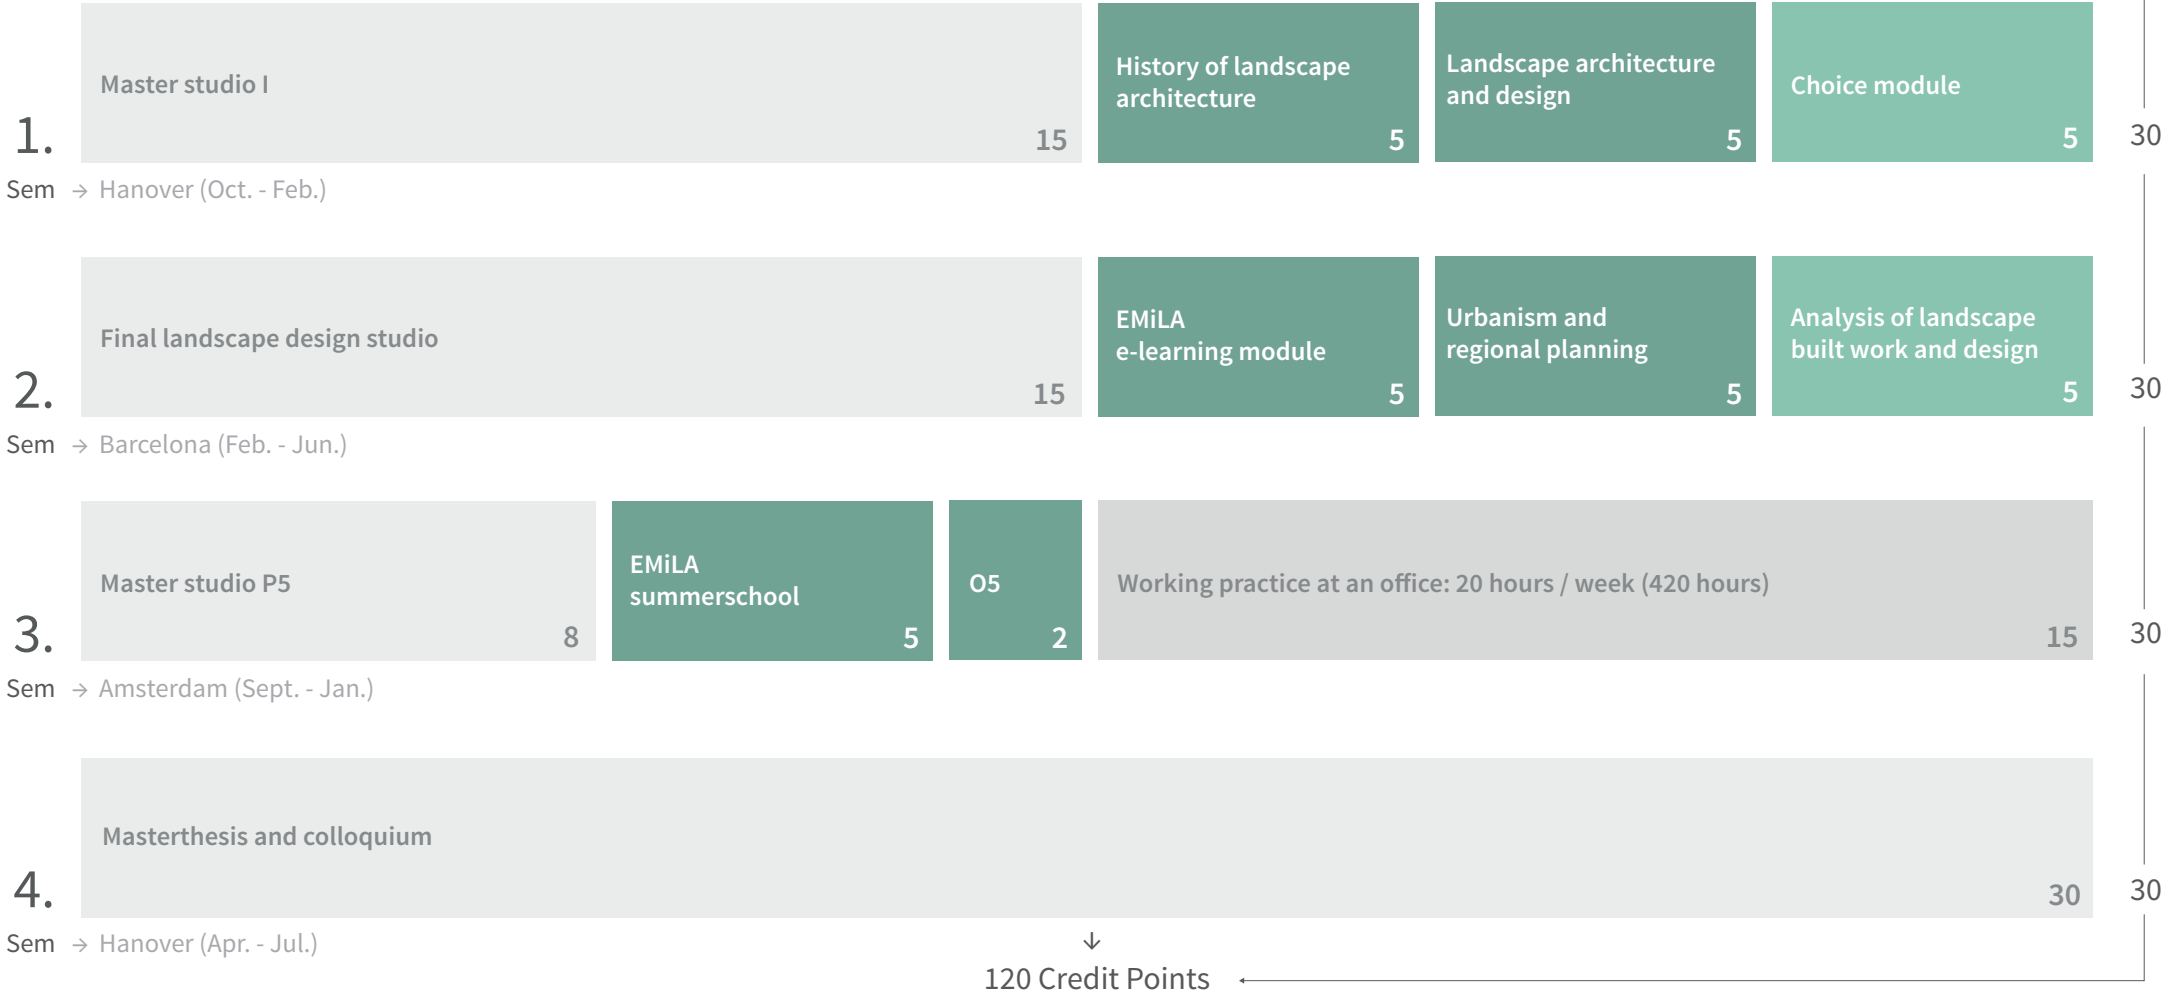 Master studio I
15
History of landscape
architecture
5
Landscape architecture
and design
5
Choice module
5
30
1.
Sem → Hanover (Oct. - Feb.)
Final landscape design studio
15
EMiLA
e-learning module
5
Urbanism and
regional planning
5
Analysis of landscape
built work and design
5
30
2.
Sem → Barcelona (Feb. - Jun.)
Master studio P5
8
EMiLA
summerschool
5
O5
2
Working practice at an office: 20 hours / week (420 hours)
15
30
3.
Sem → Amsterdam (Sept. - Jan.)
Masterthesis and colloquium
30
30
4.
Sem → Hanover (Apr. - Jul.)
120 Credit Points